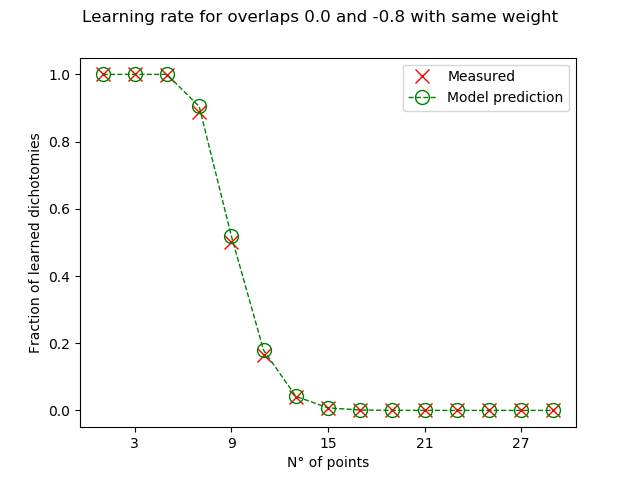 Learning rate for overlaps 0.0 and -0.8 with same weight
Measured
Model prediction
Fraction of learned dichotomies
1.0
0.8
0.6
0.4
0.2
0.0
3 9 15 21 27
N° of points